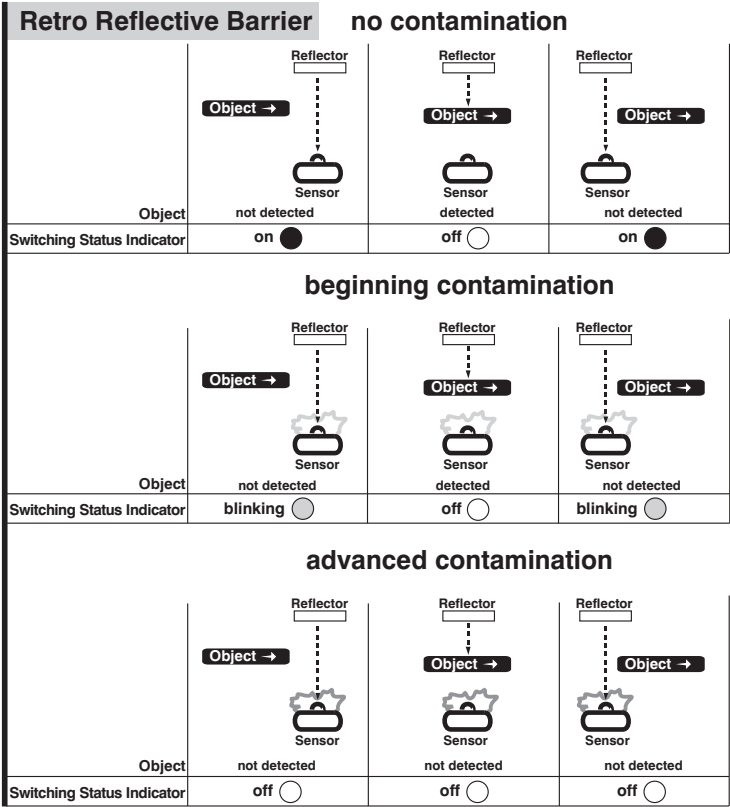 Retro Reflective Barrier no contamination
Reflector Reflector Reflector
Object → Object → Object →
Sensor Sensor Sensor
Object not detected detected not detected
Switching Status Indicator on off on
beginning contamination
Reflector Reflector Reflector
Object → Object → Object →
Sensor Sensor Sensor
Object not detected detected not detected
Switching Status Indicator blinking off blinking
advanced contamination
Reflector Reflector Reflector
Object → Object → Object →
Sensor Sensor Sensor
Object not detected not detected not detected
Switching Status Indicator off off off